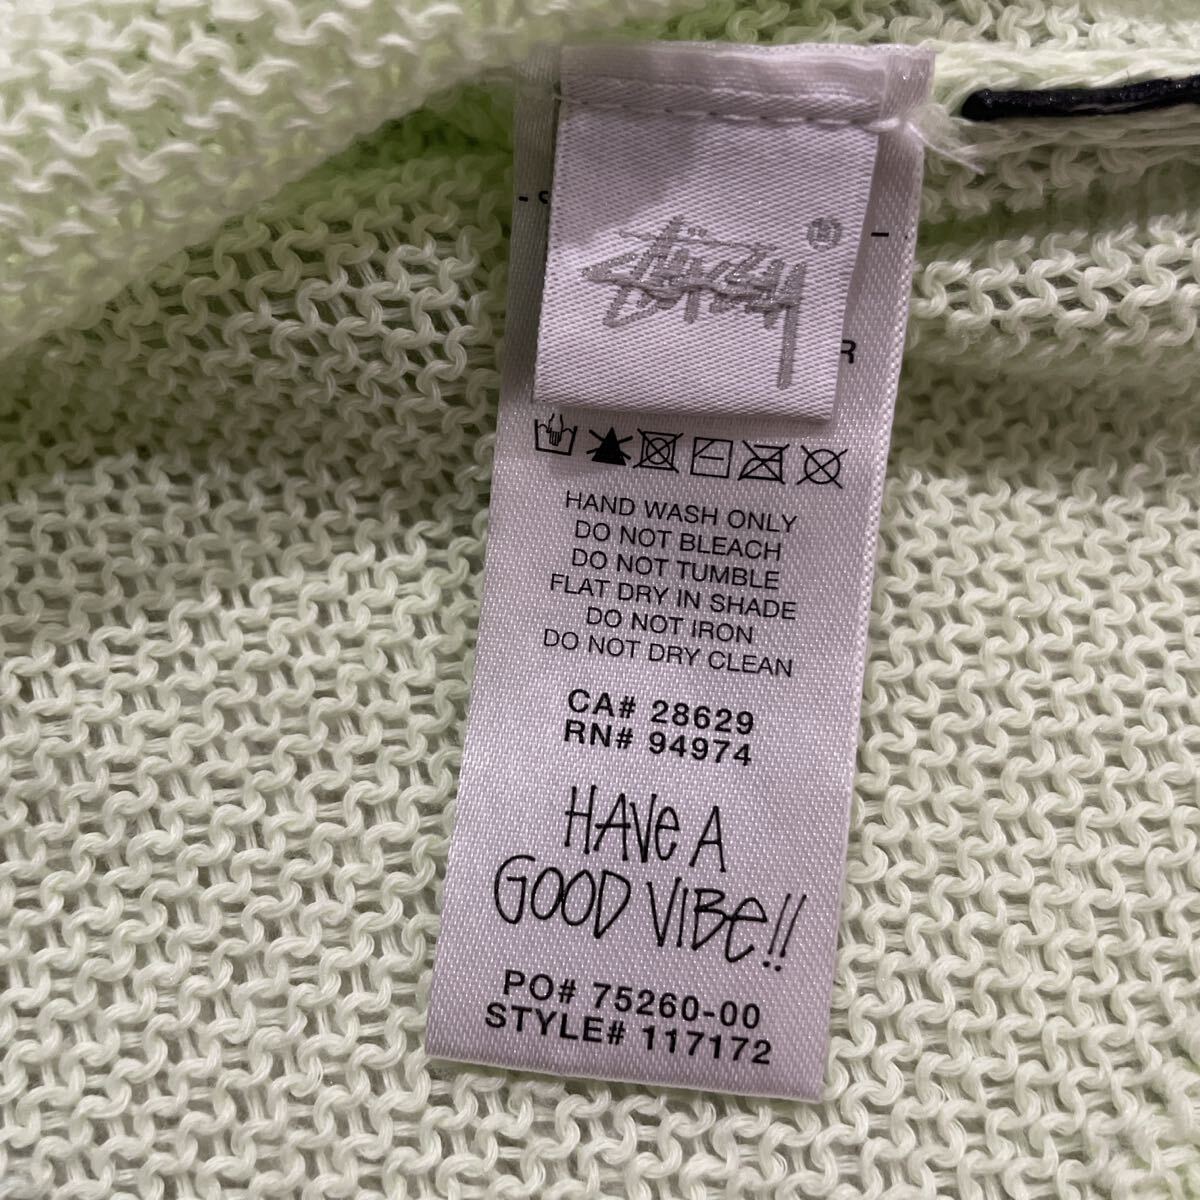 Stüssy ®
R
HAND WASH ONLY
DO NOT BLEACH
DO NOT TUMBLE
FLAT DRY IN SHADE
DO NOT IRON
DO NOT DRY CLEAN
CA# 28629
RN# 94974
HAVE A
GOOD VIBE!!
PO# 75260-00
STYLE# 117172